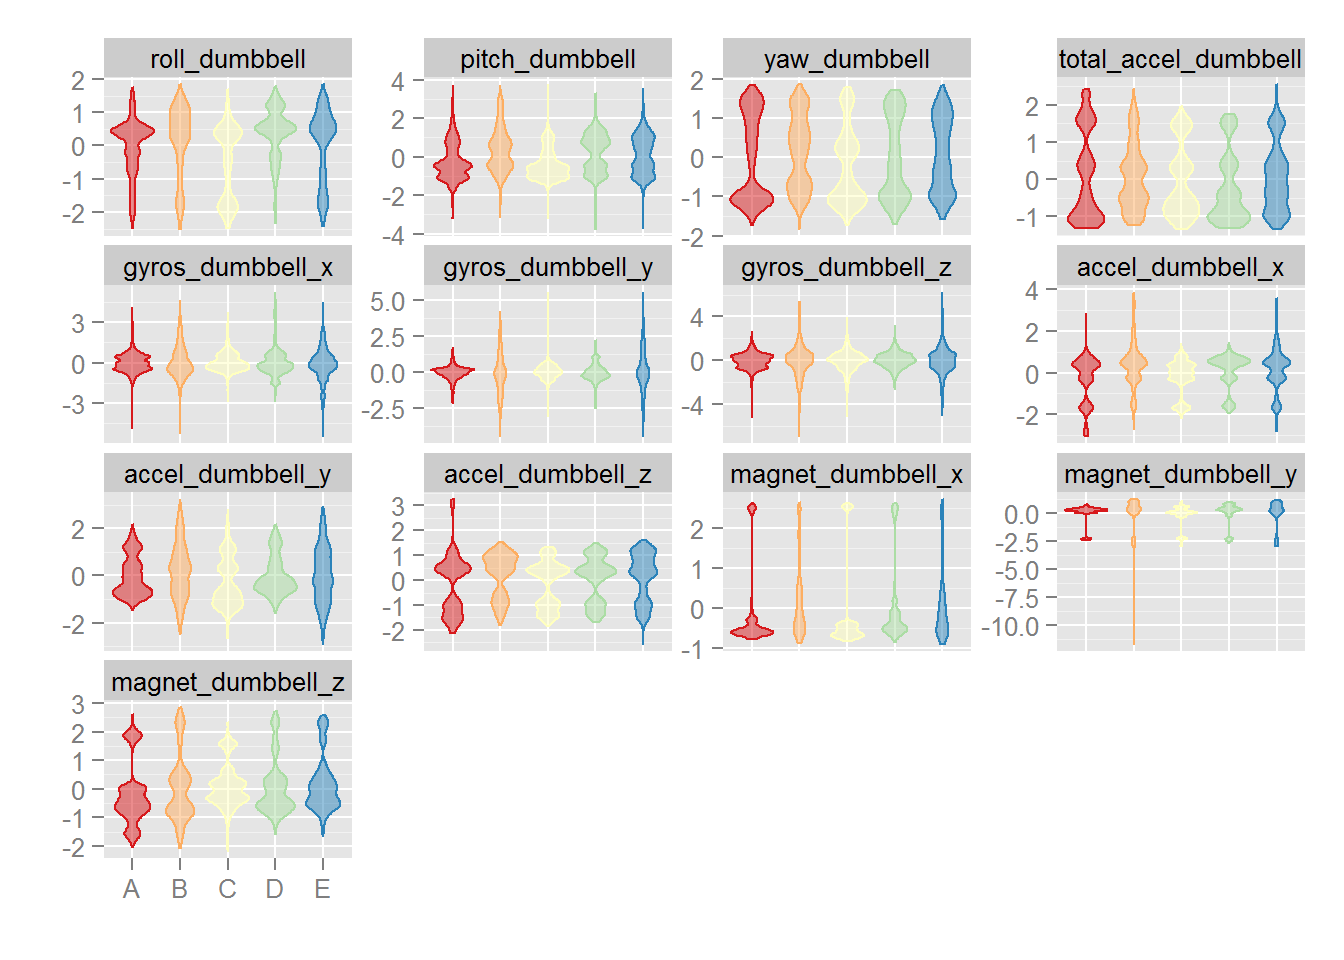 roll_dumbbell pitch_dumbbell yaw_dumbbell total_accel_dumbbell
2 1 0 -1 -2
4 2 0 -2 -4
2 1 0 -1 -2
2 1 0 -1
gyros_dumbbell_x gyros_dumbbell_y gyros_dumbbell_z accel_dumbbell_x
3 0 -3
5.0 2.5 0.0 -2.5
4 0 -4
4 2 0 -2
accel_dumbbell_y accel_dumbbell_z magnet_dumbbell_x magnet_dumbbell_y
2 0 -2
3 2 1 0 -1 -2
2 1 0 -1
0.0 -2.5 -5.0 -7.5 -10.0
magnet_dumbbell_z
3 2 1 0 -1 -2
A B C D E